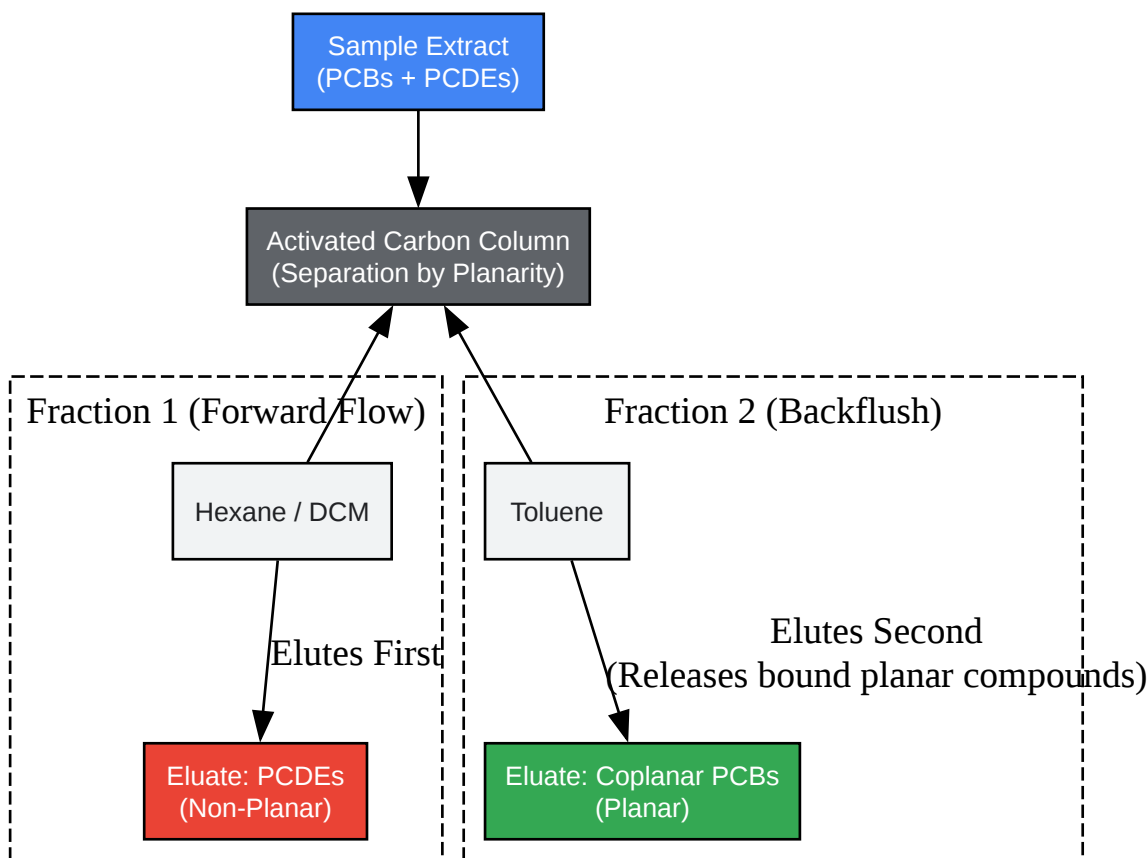 Sample Extract
(PCBs + PCDEs)
Activated Carbon Column
(Separation by Planarity)
Fraction 1 (Forward Flow)
Fraction 2 (Backflush)
Hexane / DCM
Toluene
Elutes First
Elutes Second
(Releases bound planar compounds)
Eluate: PCDEs
(Non-Planar)
Eluate: Coplanar PCBs
(Planar)